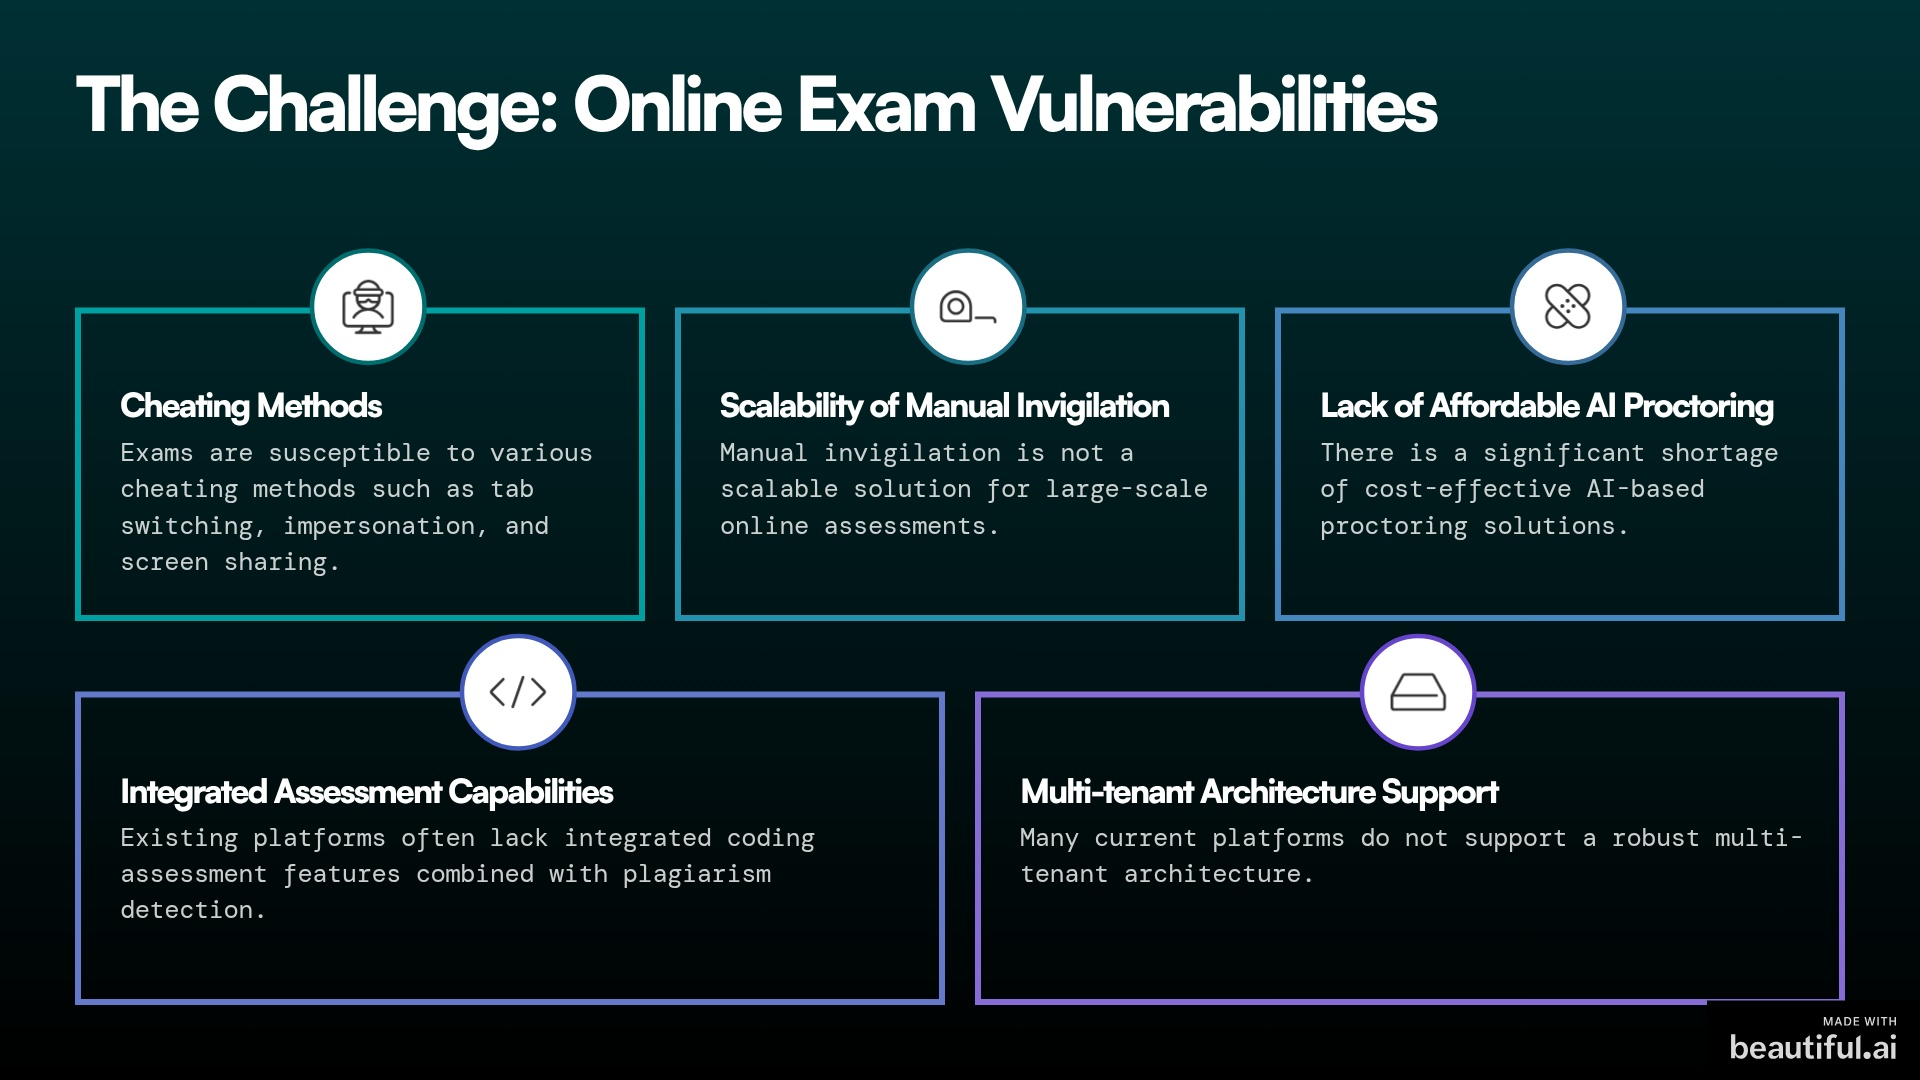 The Challenge: Online Exam Vulnerabilities
Cheating Methods
Exams are susceptible to various
cheating methods such as tab
switching, impersonation, and
screen sharing.
Scalability of Manual Invigilation
Manual invigilation is not a
scalable solution for large-scale
online assessments.
Lack of Affordable AI Proctoring
There is a significant shortage
of cost-effective AI-based
proctoring solutions.
Integrated Assessment Capabilities
Existing platforms often lack integrated coding
assessment features combined with plagiarism
detection.
Multi-tenant Architecture Support
Many current platforms do not support a robust multi-
tenant architecture.
MADE WITH
beautiful.ai